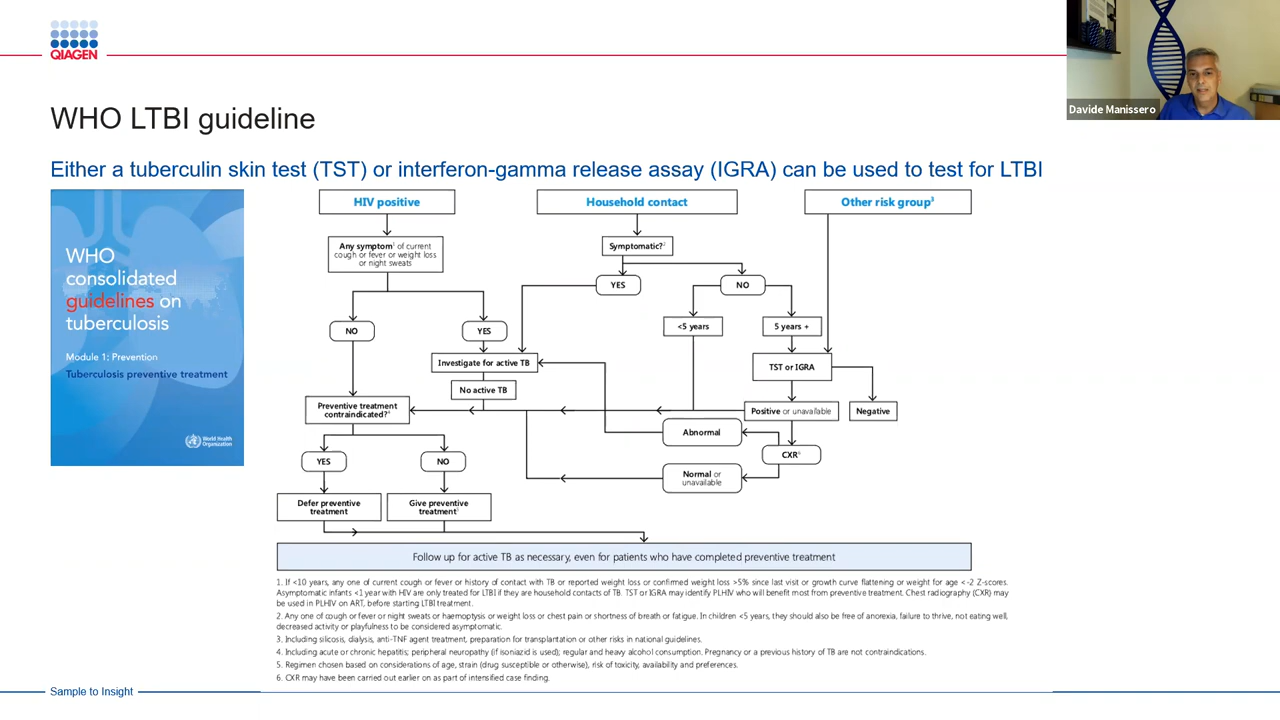 QIAGEN
Davide Manissero
WHO LTBI guideline
Either a tuberculin skin test (TST) or interferon-gamma release assay (IGRA) can be used to test for LTBI
WHO
consolidated
guidelines on
tuberculosis
Module 1: Prevention
Tuberculosis preventive treatment
World Health
Organization
HIV positive
Household contact
Other risk group³
Any symptom¹ of current
cough or fever or weight loss
or night sweats
Symptomatic?²
YES
NO
NO
YES
<5 years
5 years +
Investigate for active TB
TST or IGRA
No active TB
Preventive treatment
contraindicated?⁴
Positive or unavailable
Negative
Abnormal
CXR⁶
YES
NO
Normal or
unavailable
Defer preventive
treatment
Give preventive
treatment⁵
Follow up for active TB as necessary, even for patients who have completed preventive treatment
1. If <10 years, any one of current cough or fever or history of contact with TB or reported weight loss or confirmed weight loss >5% since last visit or growth curve flattening or weight for age <-2 Z-scores.
Asymptomatic infants <1 year with HIV are only treated for LTBI if they are household contacts of TB. TST or IGRA may identify PLHIV who will benefit most from preventive treatment. Chest radiography (CXR) may
be used in PLHIV on ART, before starting LTBI treatment.
2. Any one of cough or fever or night sweats or haemoptysis or weight loss or chest pain or shortness of breath or fatigue. In children <5 years, they should also be free of anorexia, failure to thrive, not eating well,
decreased activity or playfulness to be considered asymptomatic.
3. Including silicosis, dialysis, anti-TNF agent treatment, preparation for transplantation or other risks in national guidelines.
4. Including acute or chronic hepatitis; peripheral neuropathy (if isoniazid is used); regular and heavy alcohol consumption. Pregnancy or a previous history of TB are not contraindications.
5. Regimen chosen based on considerations of age, strain (drug susceptible or otherwise), risk of toxicity, availability and preferences.
6. CXR may have been carried out earlier on as part of intensified case finding.
Sample to Insight